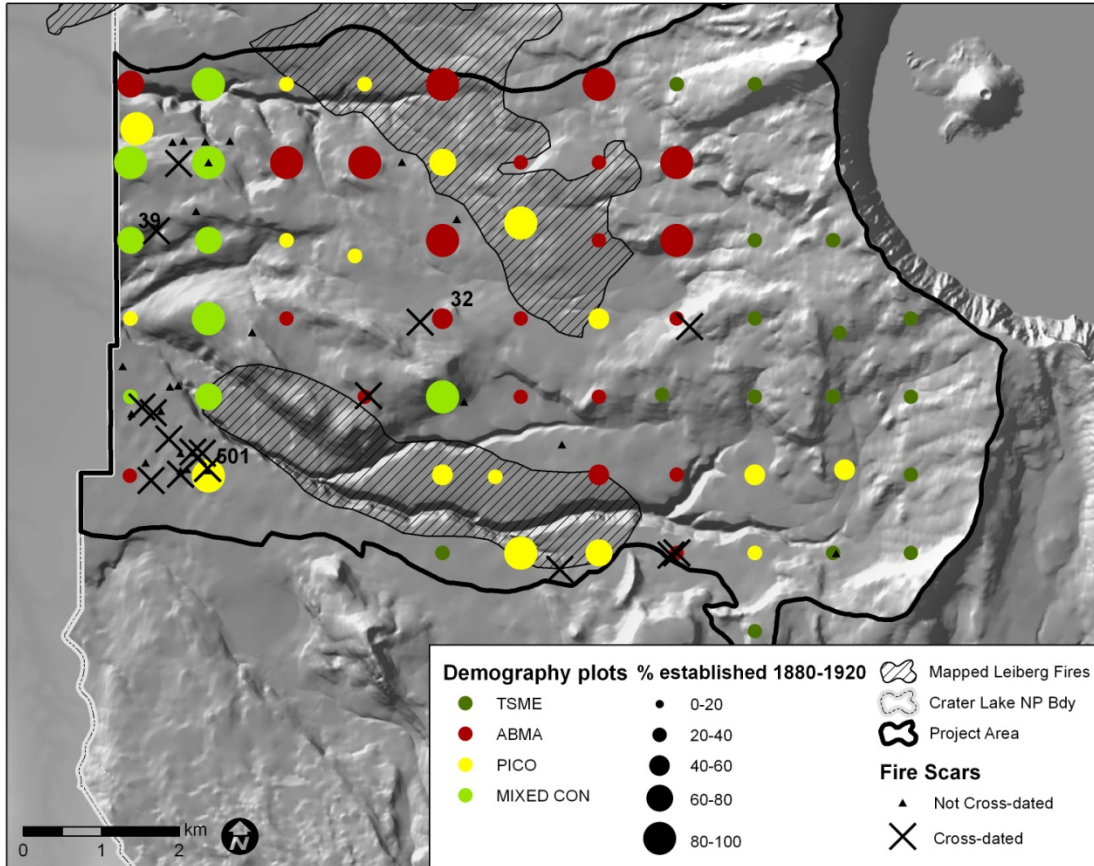 39
32
501
Demography plots
TSME
ABMA
PICO
MIXED CON
% established 1880-1920
0-20
20-40
40-60
60-80
80-100
Mapped Leiberg Fires
Crater Lake NP Bdy
Project Area
Fire Scars
Not Cross-dated
Cross-dated
km
0 1 2
N